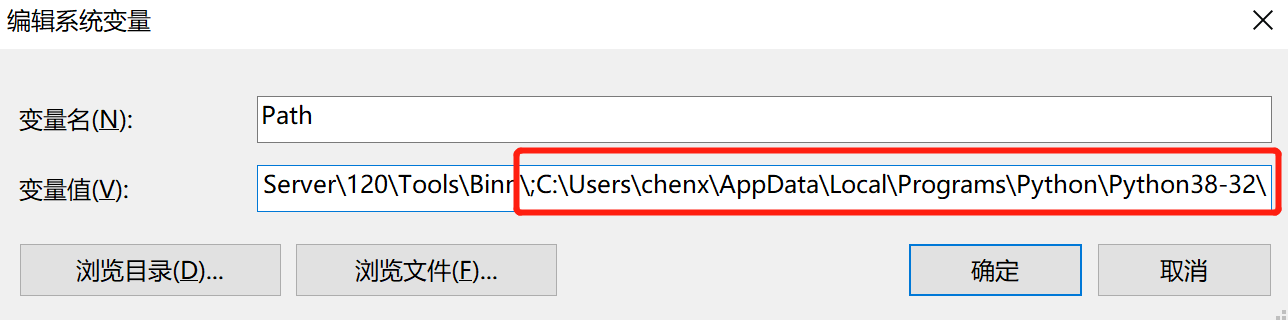 编辑系统变量
变量名(N):
Path
变量值(V):
Server\120\Tools\Binn\;C:\Users\chenx\AppData\Local\Programs\Python\Python38-32\
浏览目录(D)...
浏览文件(F)...
确定
取消